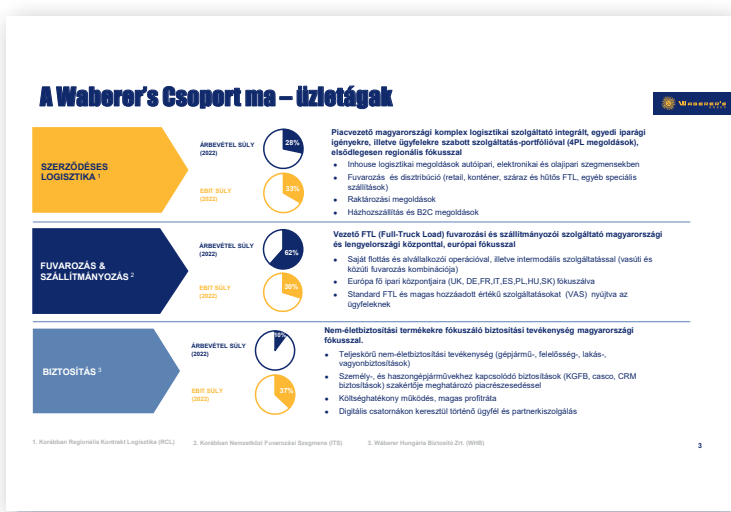 A Waberer's Csoport ma – üzletágak
WABERER'S
SZERZŐDÉSES
LOGISZTIKA 1
ÁRBEVÉTEL SÚLY
(2022)
28%
EBIT SÚLY
(2022)
33%
Piacvezető magyarországi komplex logisztikai szolgáltató integrált, egyedi iparági
igényekre, illetve ügyfelekre szabott szolgáltatás-portfólióval (4PL megoldások),
elsődlegesen regionális fókusszal
• Inhouse logisztikai megoldások autóipari, elektronikai és olajipari szegmensekben
• Fuvarozás és disztribúció (retail, konténer, száraz és hűtős FTL, egyéb speciális
szállítások)
• Raktározási megoldások
• Házhozszállítás és B2C megoldások
FUVAROZÁS &
SZÁLLÍTMÁNYOZÁS 2
ÁRBEVÉTEL SÚLY
(2022)
62%
EBIT SÚLY
(2022)
30%
Vezető FTL (Full-Truck Load) fuvarozási és szállítmányozói szolgáltató magyarországi
és lengyelországi központtal, európai fókusszal
• Saját flottás és alvállalkozói operációval, illetve intermodális szolgáltatással (vasúti és
közúti fuvarozás kombinációja)
• Európa fő ipari központjaira (UK, DE,FR,IT,ES,PL,HU,SK) fókuszálva
• Standard FTL és magas hozzáadott értékű szolgáltatásokat (VAS) nyújtva az
ügyfeleknek
BIZTOSÍTÁS 3
ÁRBEVÉTEL SÚLY
(2022)
10%
EBIT SÚLY
(2022)
37%
Nem-életbiztosítási termékekre fókuszáló biztosítási tevékenység magyarországi
fókusszal.
• Teljeskörű nem-életbiztosítási tevékenység (gépjármű-, felelősség-, lakás-,
vagyonbiztosítások)
• Személy-, és haszongépjárművekhez kapcsolódó biztosítások (KGFB, casco, CRM
biztosítások) szakértője meghatározó piacrészesedéssel
• Költséghatékony működés, magas profitráta
• Digitális csatornákon keresztül történő ügyfél és partnerkiszolgálás
1. Korábban Regionális Kontrakt Logisztika (RCL) 2. Korábban Nemzetközi Fuvarozási Szegmens (ITS) 3. Wáberer Hungária Biztosító Zrt. (WHB)
3